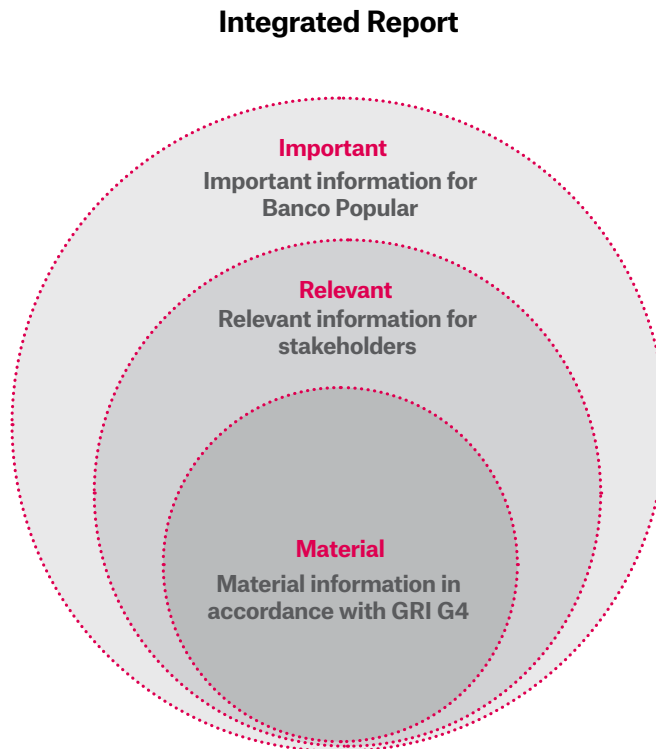 Integrated Report
Important
Important information for
Banco Popular
Relevant
Relevant information for
stakeholders
Material
Material information in
accordance with GRI G4